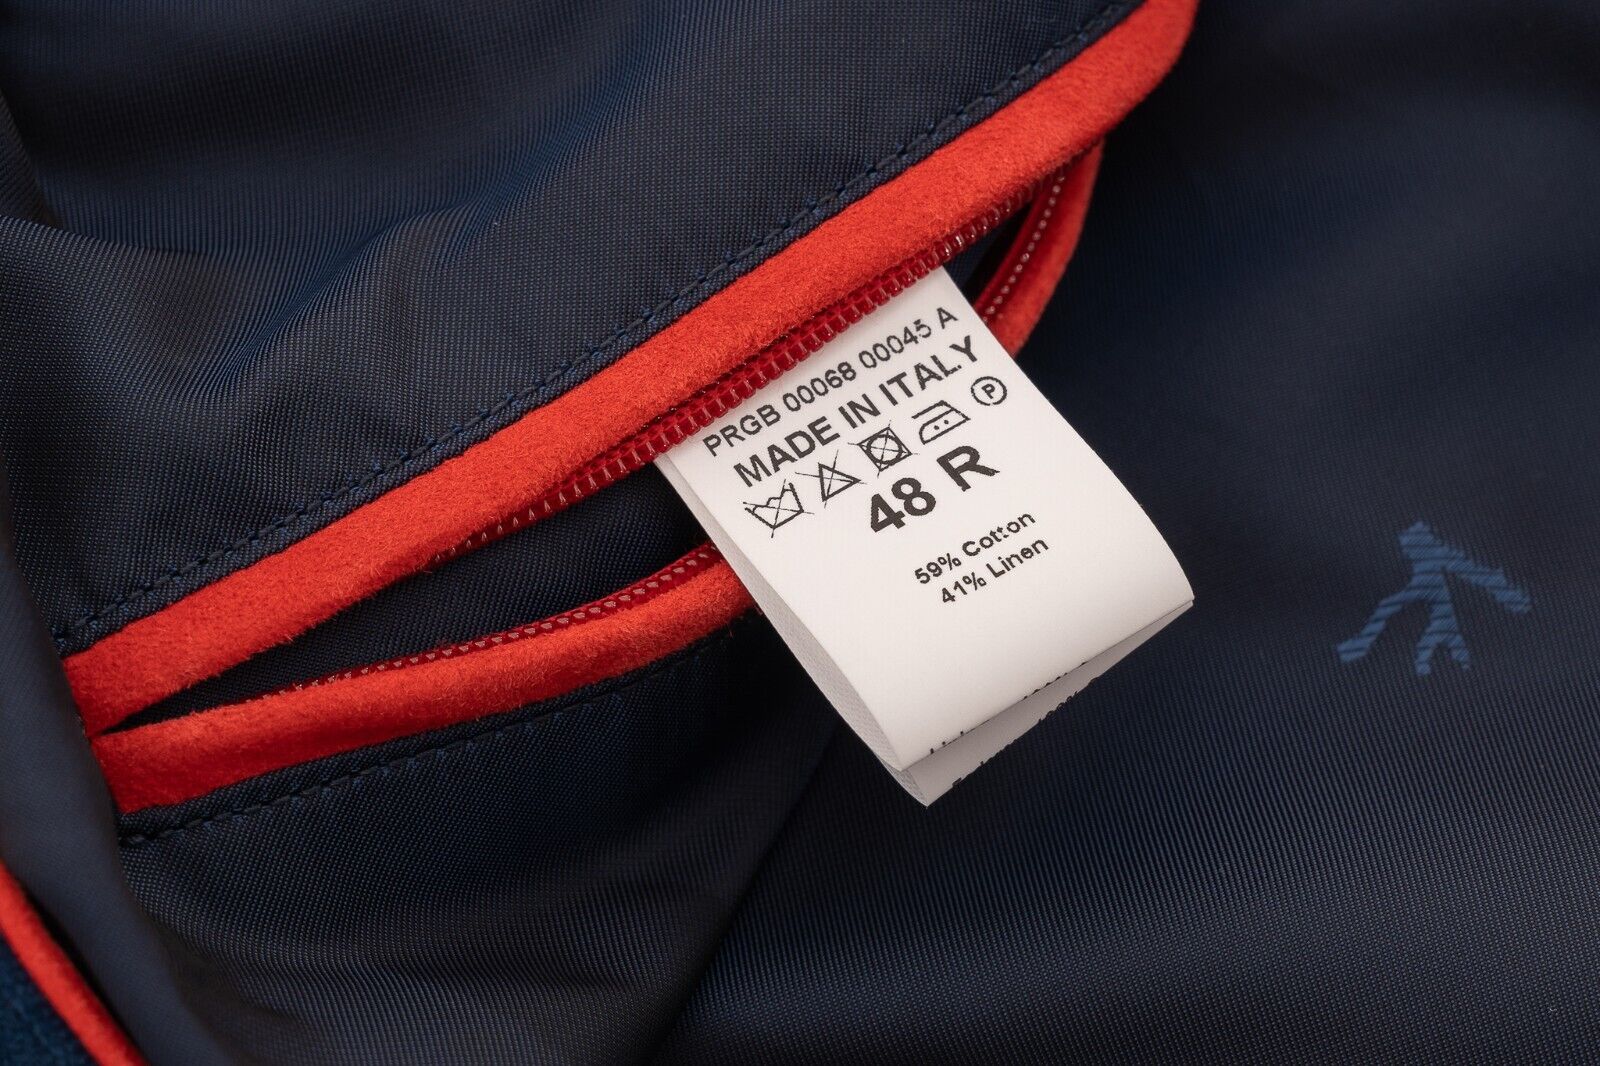 PRGB 00068 00045 A
MADE IN ITALY
P
48 R
59% Cotton
41% Linen